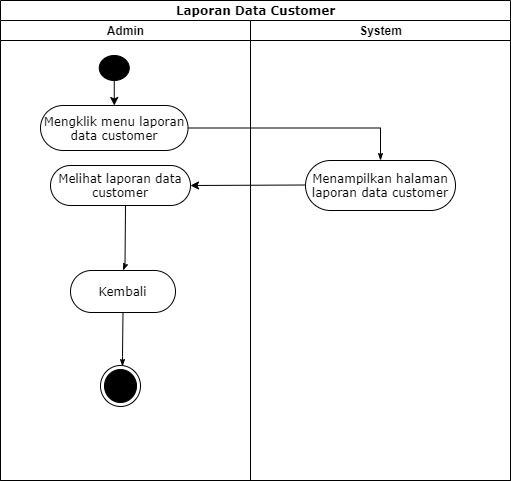 Laporan Data Customer
Admin
System
Mengklik menu laporan
data customer
Menampilkan halaman
laporan data customer
Melihat laporan data
customer
Kembali